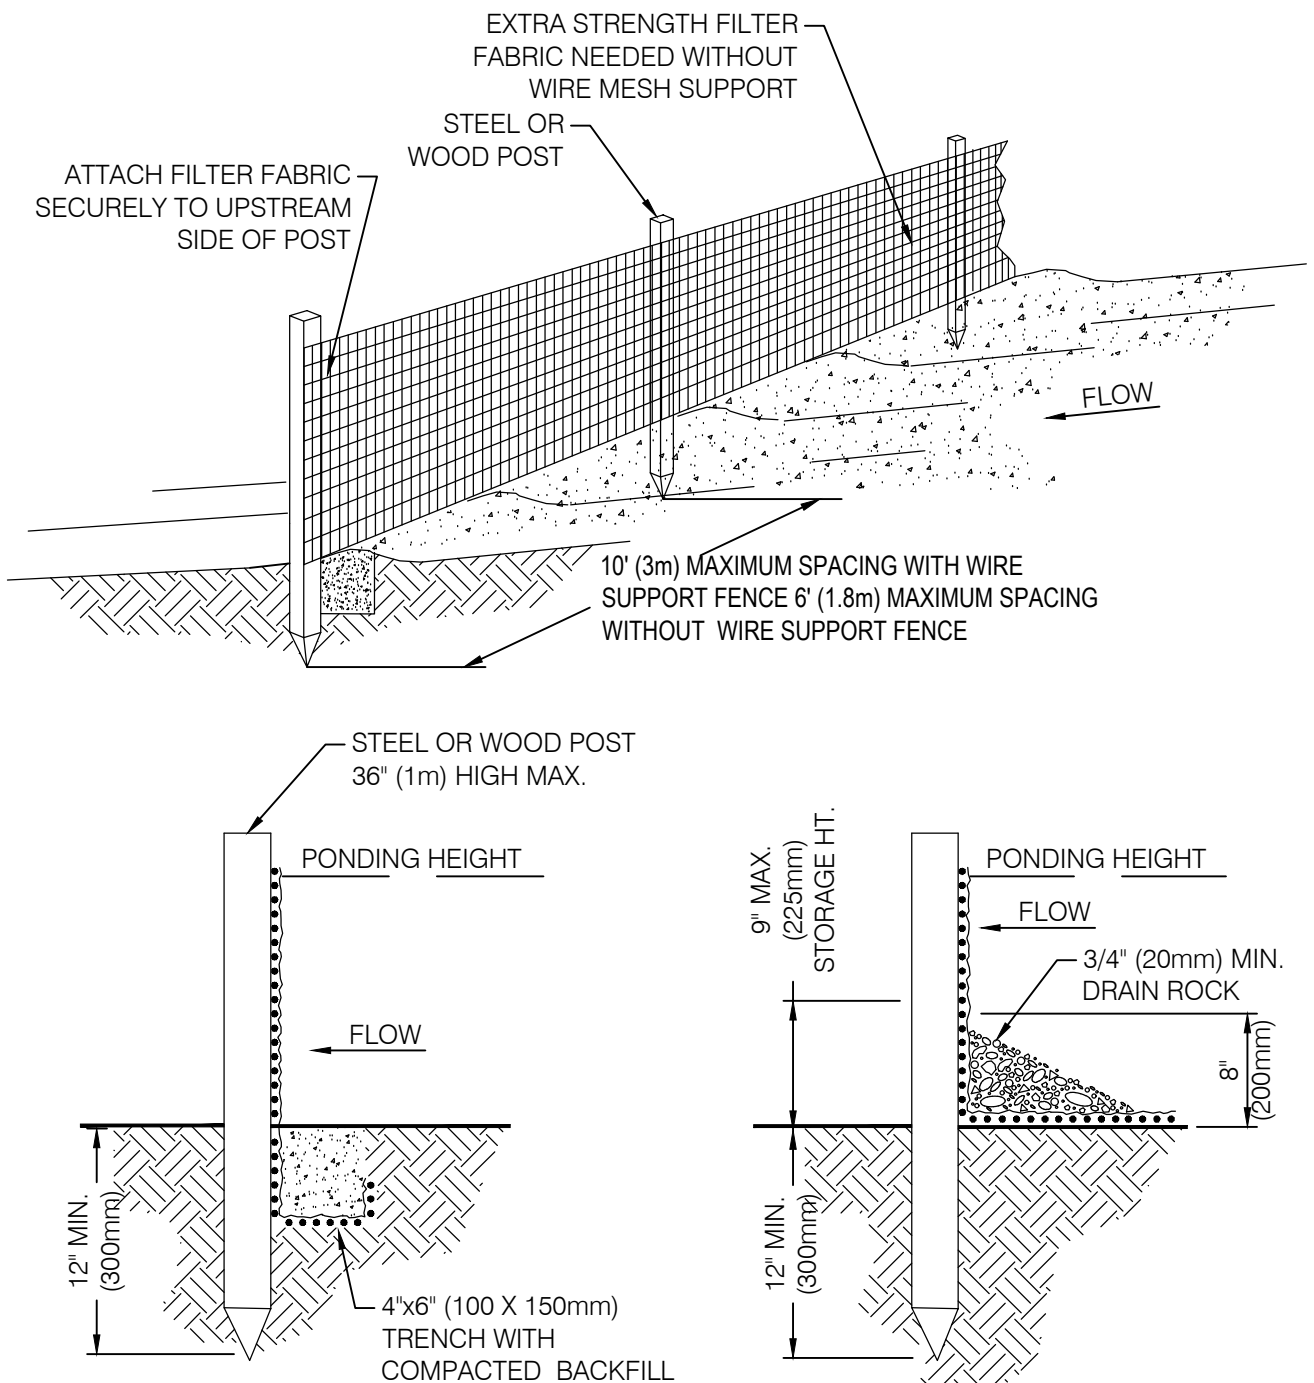 EXTRA STRENGTH FILTER
FABRIC NEEDED WITHOUT
WIRE MESH SUPPORT
STEEL OR
WOOD POST
ATTACH FILTER FABRIC
SECURELY TO UPSTREAM
SIDE OF POST
FLOW
10' (3m) MAXIMUM SPACING WITH WIRE
SUPPORT FENCE 6' (1.8m) MAXIMUM SPACING
WITHOUT WIRE SUPPORT FENCE
STEEL OR WOOD POST
36" (1m) HIGH MAX.
PONDING HEIGHT
FLOW
12" MIN.
(300mm)
4"x6" (100 X 150mm)
TRENCH WITH
COMPACTED BACKFILL
9" MAX.
(225mm)
STORAGE HT.
PONDING HEIGHT
FLOW
3/4" (20mm) MIN.
DRAIN ROCK
8"
(200mm)
12" MIN.
(300mm)